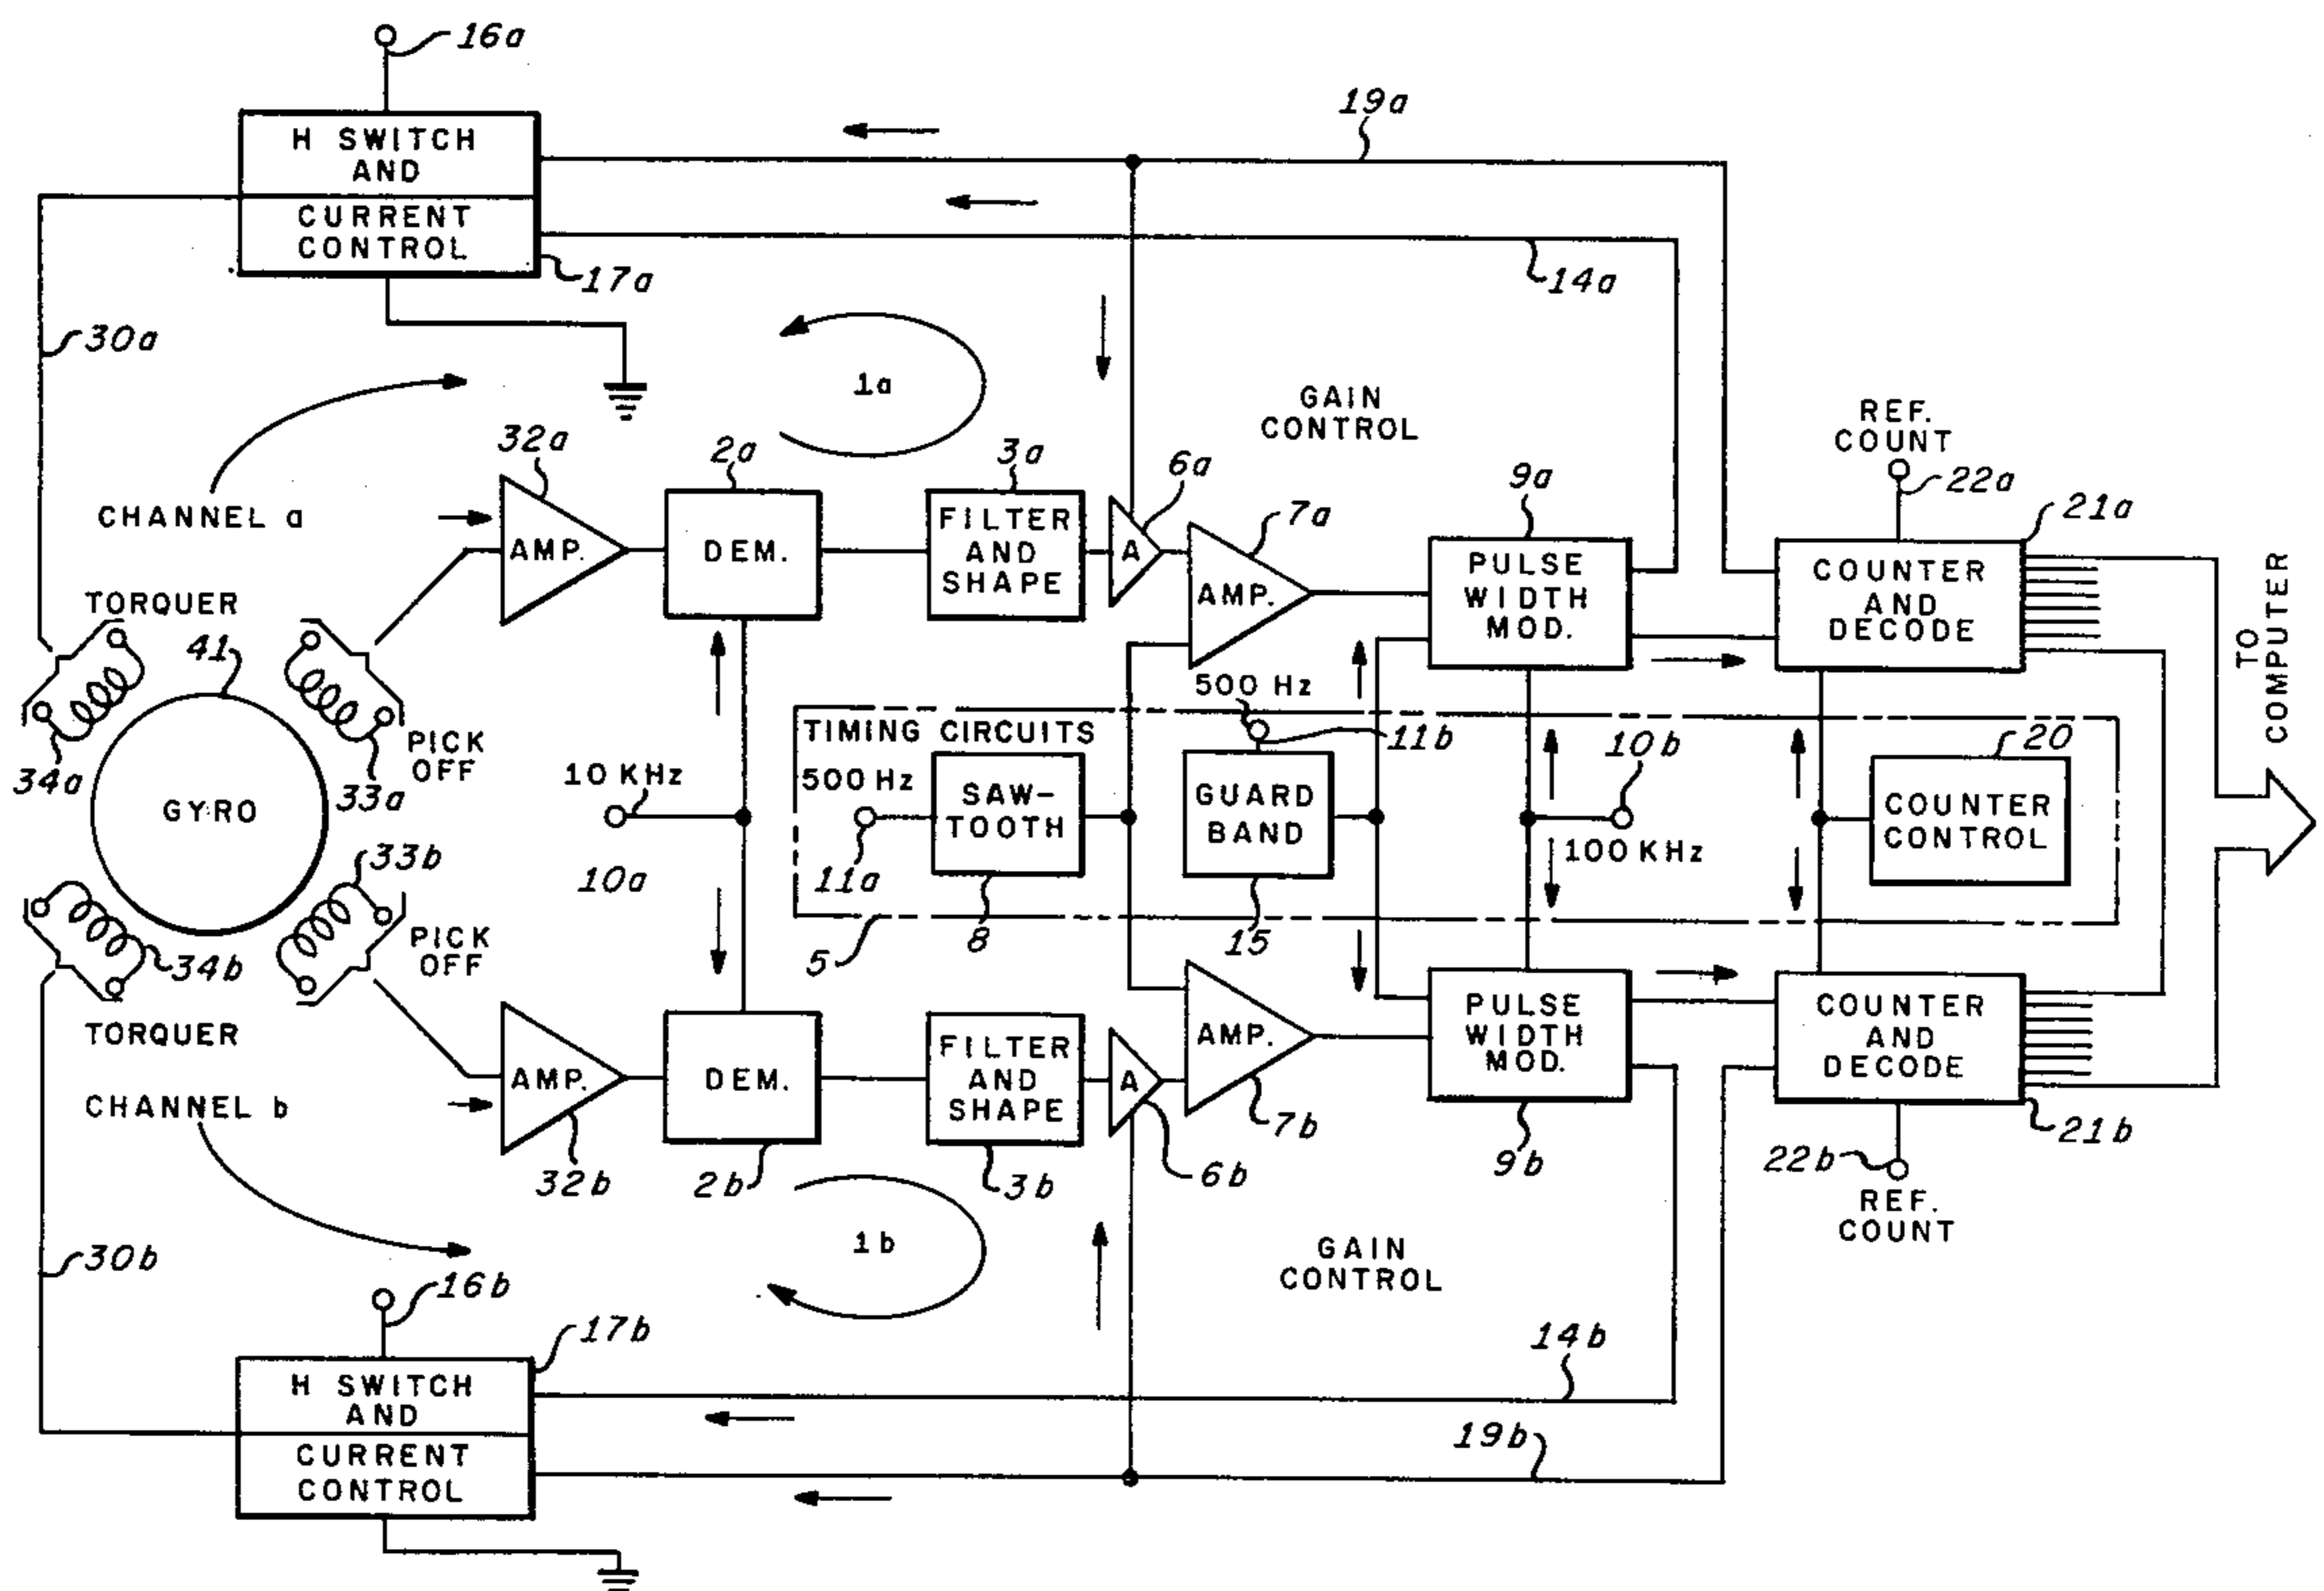 16a
H SWITCH
AND
CURRENT
CONTROL
17a
19a
14a
30a
1a
GAIN
CONTROL
CHANNEL a
32a
AMP.
2a
DEM.
3a
FILTER
AND
SHAPE
6a
A
7a
AMP.
9a
PULSE
WIDTH
MOD.
REF.
COUNT
22a
21a
COUNTER
AND
DECODE
TO
COMPUTER
TORQUER
41
34a
PICK
OFF
33a
GYRO
10 KHz
10a
TIMING CIRCUITS
500 Hz
11a
SAW-
TOOTH
8
5
500 Hz
11b
GUARD
BAND
15
10b
100 KHz
20
COUNTER
CONTROL
33b
PICK
OFF
34b
TORQUER
CHANNEL b
AMP.
32b
DEM.
2b
FILTER
AND
SHAPE
3b
A
6b
AMP.
7b
PULSE
WIDTH
MOD.
9b
COUNTER
AND
DECODE
21b
22b
REF.
COUNT
1b
GAIN
CONTROL
30b
16b
17b
H SWITCH
AND
CURRENT
CONTROL
14b
19b